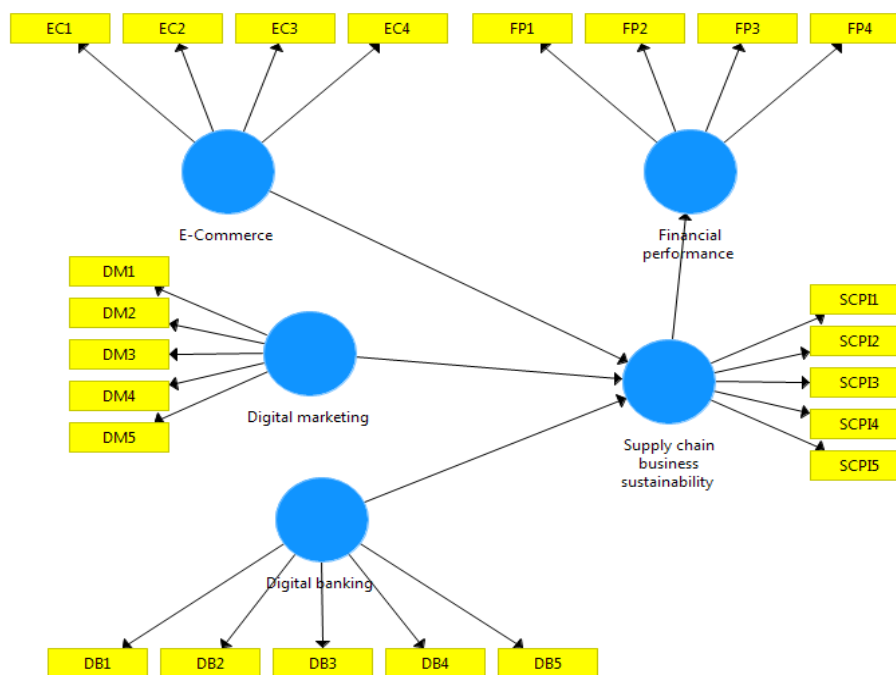 EC1
EC2
EC3
EC4
FP1
FP2
FP3
FP4
E-Commerce
Financial
performance
DM1
DM2
DM3
DM4
DM5
Digital marketing
SCPI1
SCPI2
SCPI3
SCPI4
SCPI5
Supply chain
business
sustainability
Digital banking
DB1
DB2
DB3
DB4
DB5